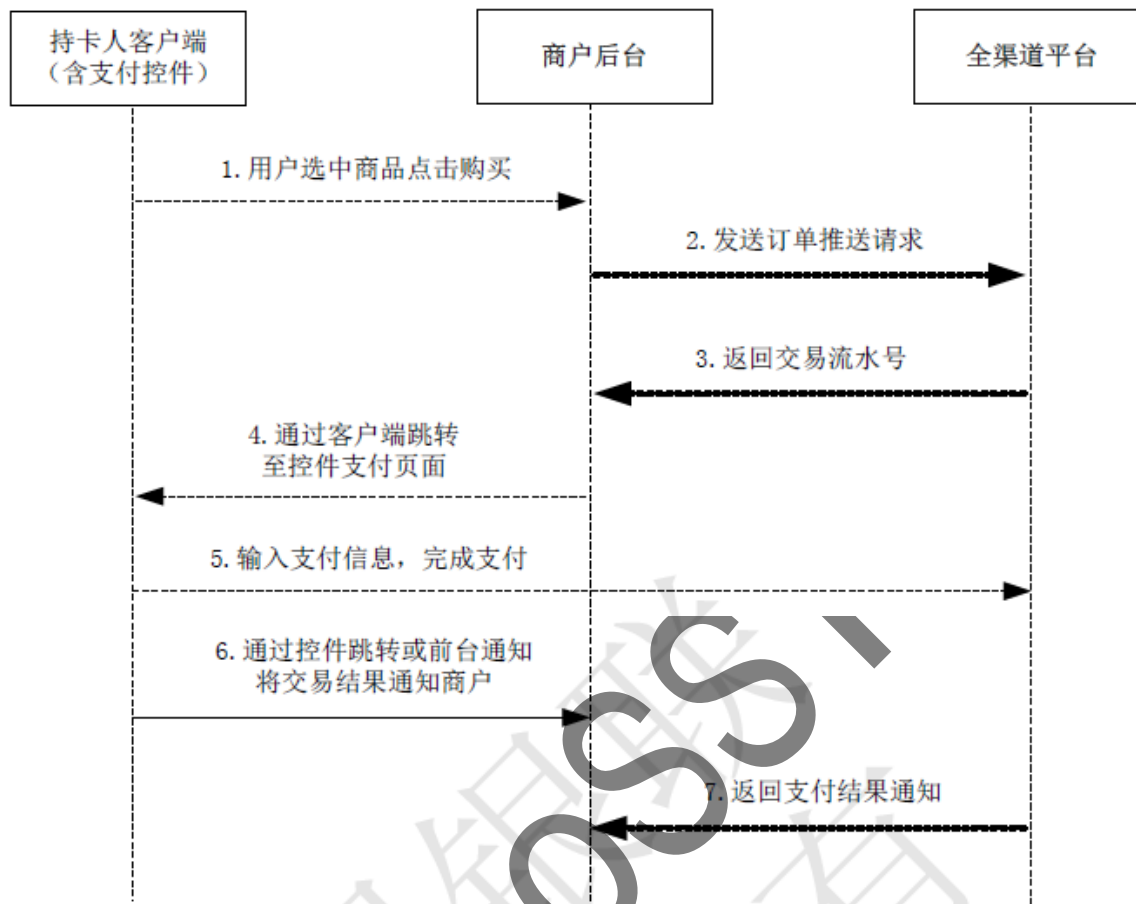 持卡人客户端
（含支付控件）
商户后台
全渠道平台
1. 用户选中商品点击购买
2. 发送订单推送请求
3. 返回交易流水号
4. 通过客户端跳转
至控件支付页面
5. 输入支付信息，完成支付
6. 通过控件跳转或前台通知
将交易结果通知商户
7. 返回支付结果通知
银联
有